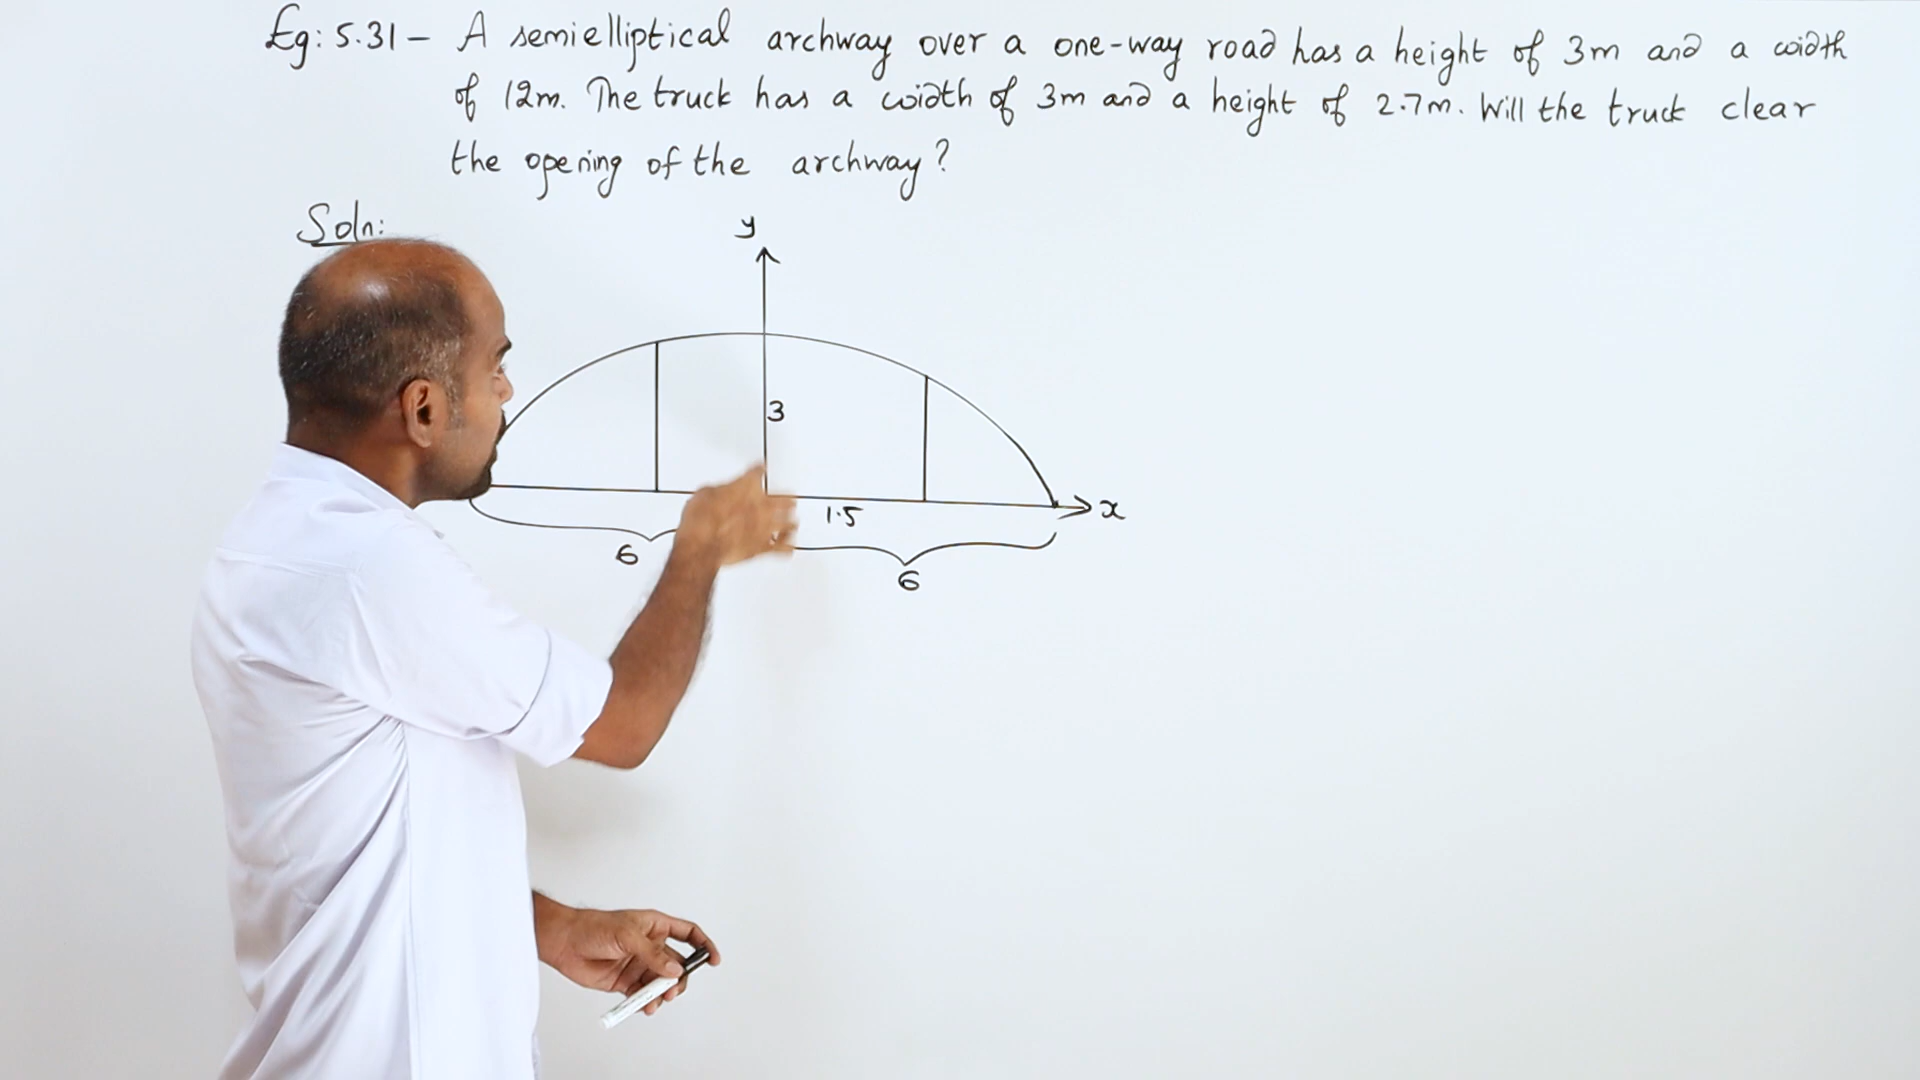 Eg: 5.31 - A semielliptical archway over a one-way road has a height of 3m and a width
of 12m. The truck has a width of 3m and a height of 2.7m. Will the truck clear
the opening of the archway?
Soln:
y
3
x
1.5
6
6